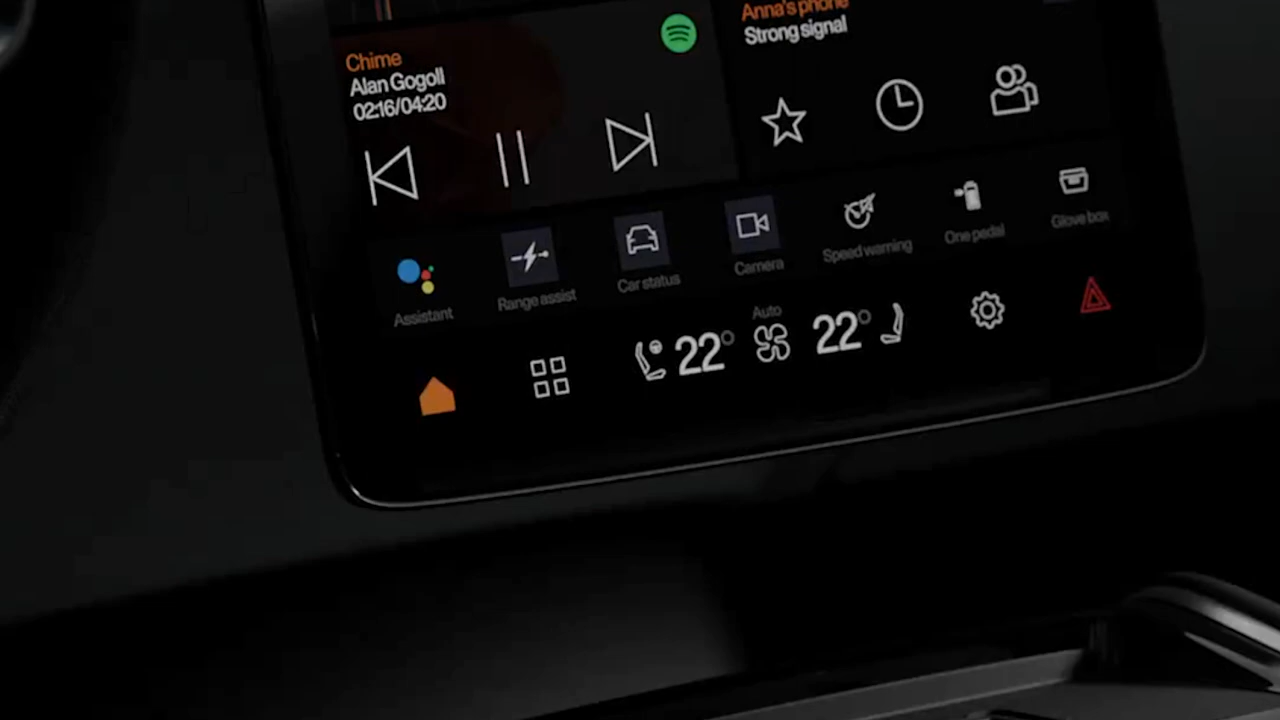 Chime
Alan Gogoll
02:16/04:20
Anna's phone
Strong signal
Assistant
Range assist
Car status
Camera
Speed warning
One pedal
Glove box
22°
Auto
22°